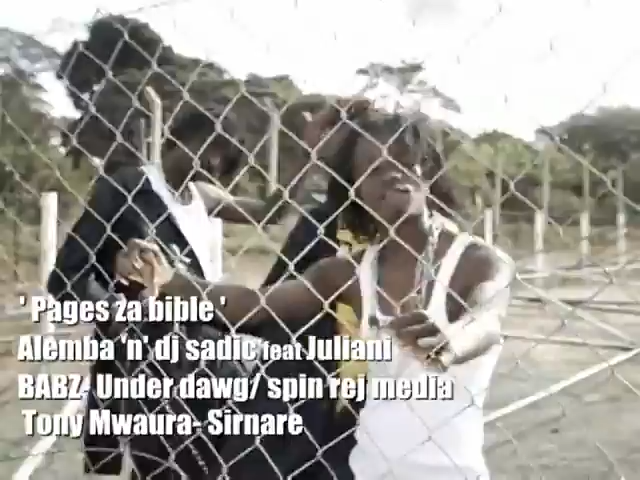 ' Pages za bible '
Alemba 'n' dj sadic feat Juliani
BABZ- Under dawg/ spin rej media
Tony Mwaura- Sirnare